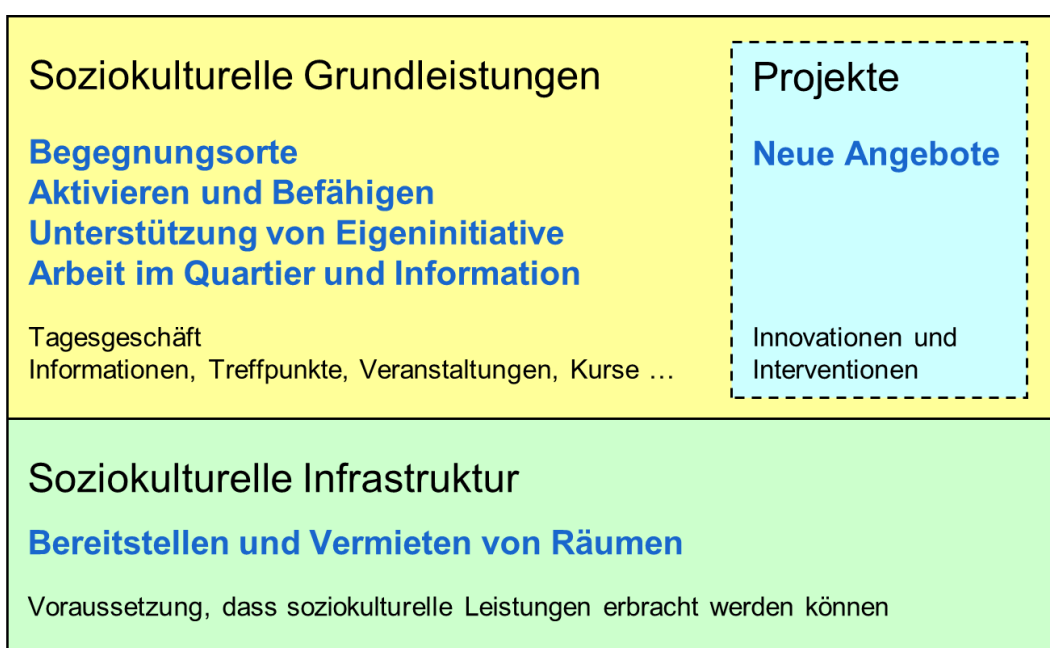 Soziokulturelle Grundleistungen
Begegnungsorte
Aktivieren und Befähigen
Unterstützung von Eigeninitiative
Arbeit im Quartier und Information
Tagesgeschäft
Informationen, Treffpunkte, Veranstaltungen, Kurse …
Projekte
Neue Angebote
Innovationen und
Interventionen
Soziokulturelle Infrastruktur
Bereitstellen und Vermieten von Räumen
Voraussetzung, dass soziokulturelle Leistungen erbracht werden können